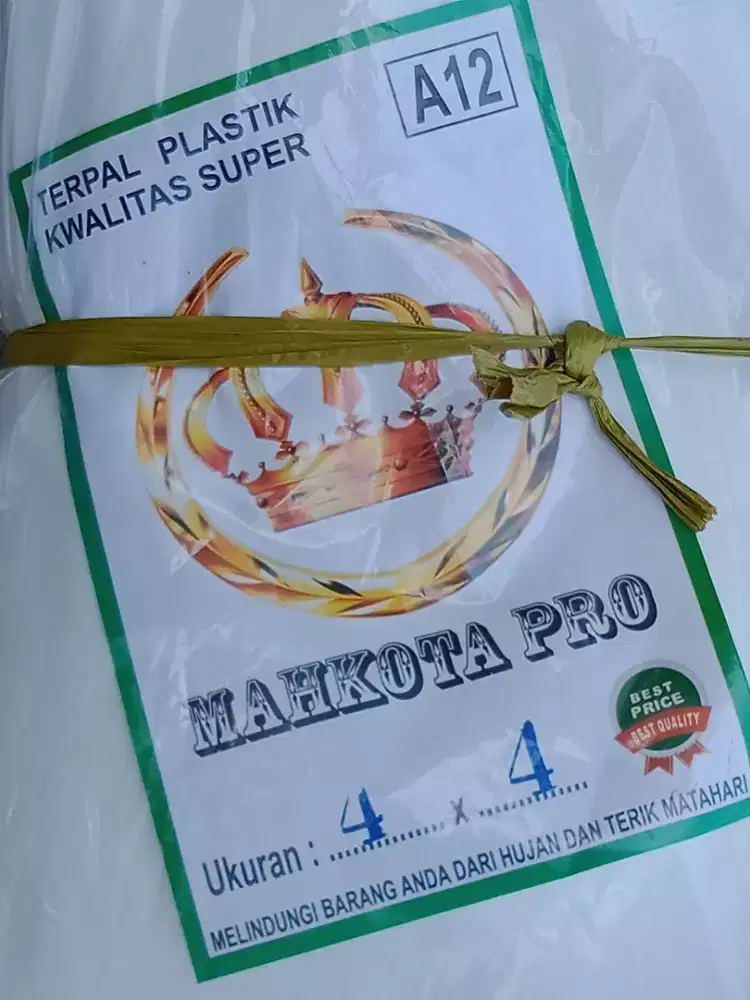 A12
TERPAL PLASTIK
KWALITAS SUPER
MAHKOTA PRO
BEST
PRICE
BEST QUALITY
Ukuran : 4 x 4
MELINDUNGI BARANG ANDA DARI HUJAN DAN TERIK MATAHARI